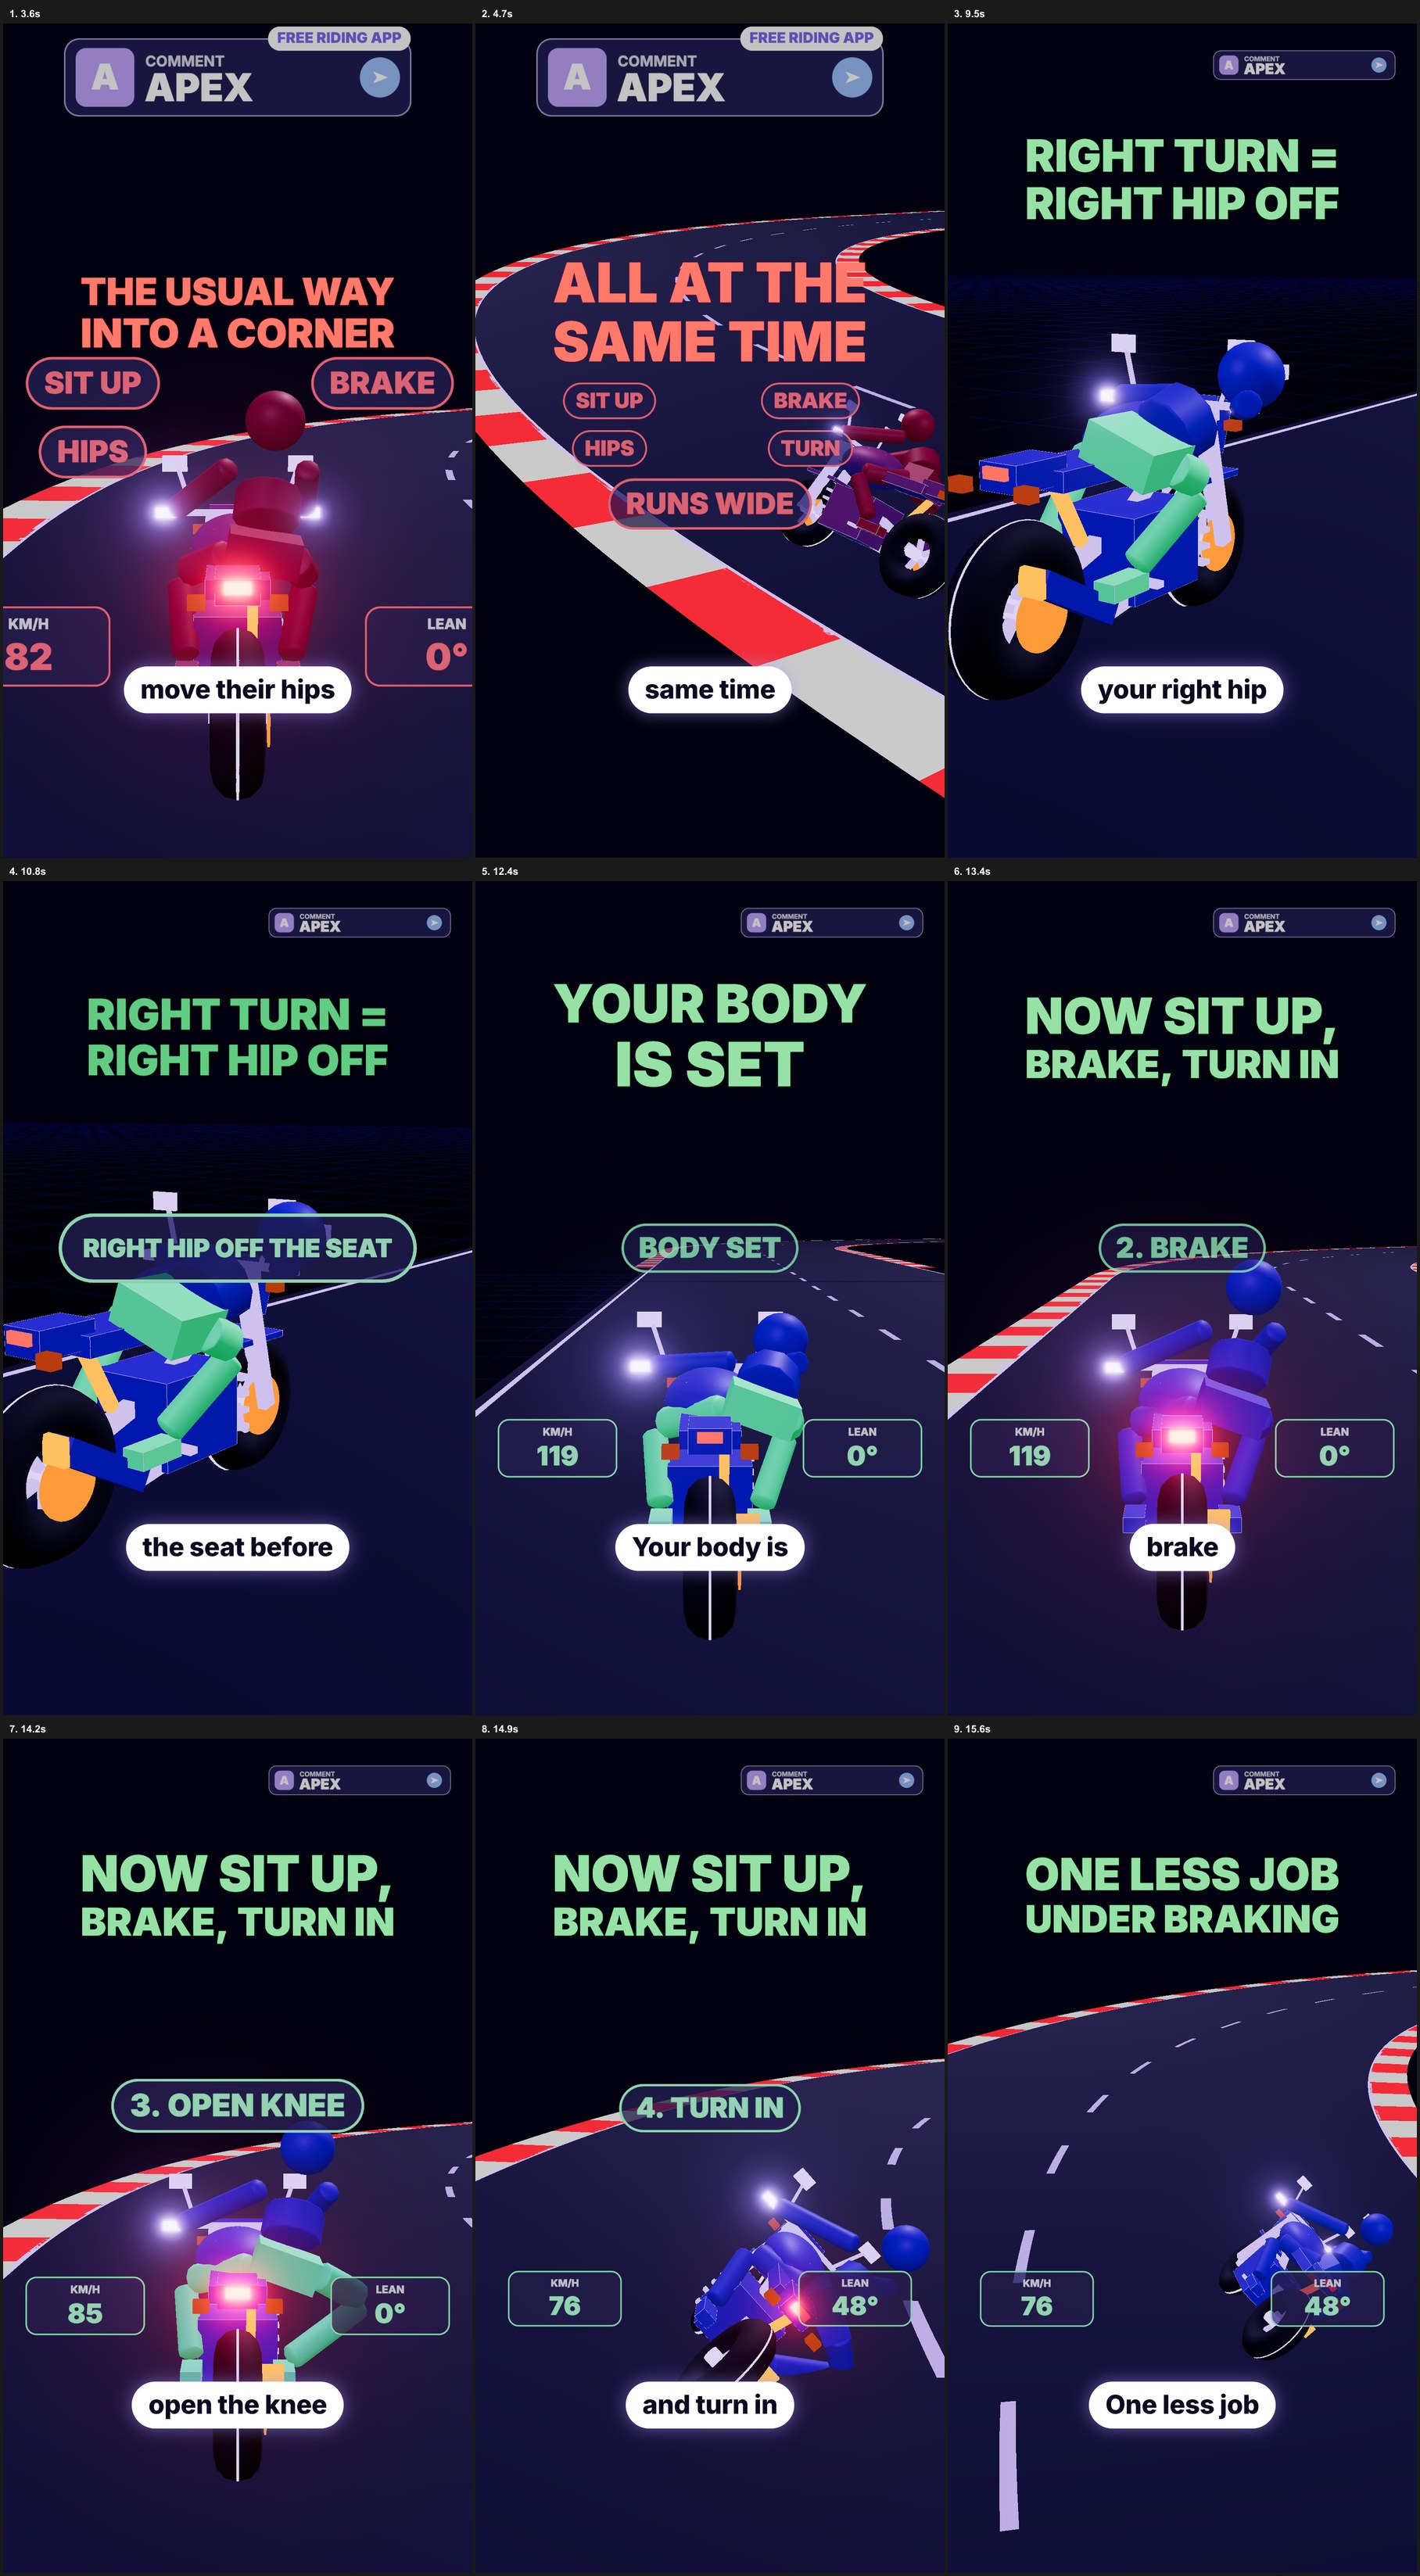 1. 3.6s
FREE RIDING APP
A
COMMENT
APEX
THE USUAL WAY
INTO A CORNER
SIT UP
BRAKE
HIPS
KM/H
82
LEAN
0°
move their hips
2. 4.7s
FREE RIDING APP
A
COMMENT
APEX
ALL AT THE
SAME TIME
SIT UP
BRAKE
HIPS
TURN
RUNS WIDE
same time
3. 9.5s
A
COMMENT
APEX
RIGHT TURN =
RIGHT HIP OFF
your right hip
4. 10.8s
A
COMMENT
APEX
RIGHT TURN =
RIGHT HIP OFF
RIGHT HIP OFF THE SEAT
the seat before
5. 12.4s
A
COMMENT
APEX
YOUR BODY
IS SET
BODY SET
KM/H
119
LEAN
0°
Your body is
6. 13.4s
A
COMMENT
APEX
NOW SIT UP,
BRAKE, TURN IN
2. BRAKE
KM/H
119
LEAN
0°
brake
7. 14.2s
A
COMMENT
APEX
NOW SIT UP,
BRAKE, TURN IN
3. OPEN KNEE
KM/H
85
LEAN
0°
open the knee
8. 14.9s
A
COMMENT
APEX
NOW SIT UP,
BRAKE, TURN IN
4. TURN IN
KM/H
76
LEAN
48°
and turn in
9. 15.6s
A
COMMENT
APEX
ONE LESS JOB
UNDER BRAKING
KM/H
76
LEAN
48°
One less job